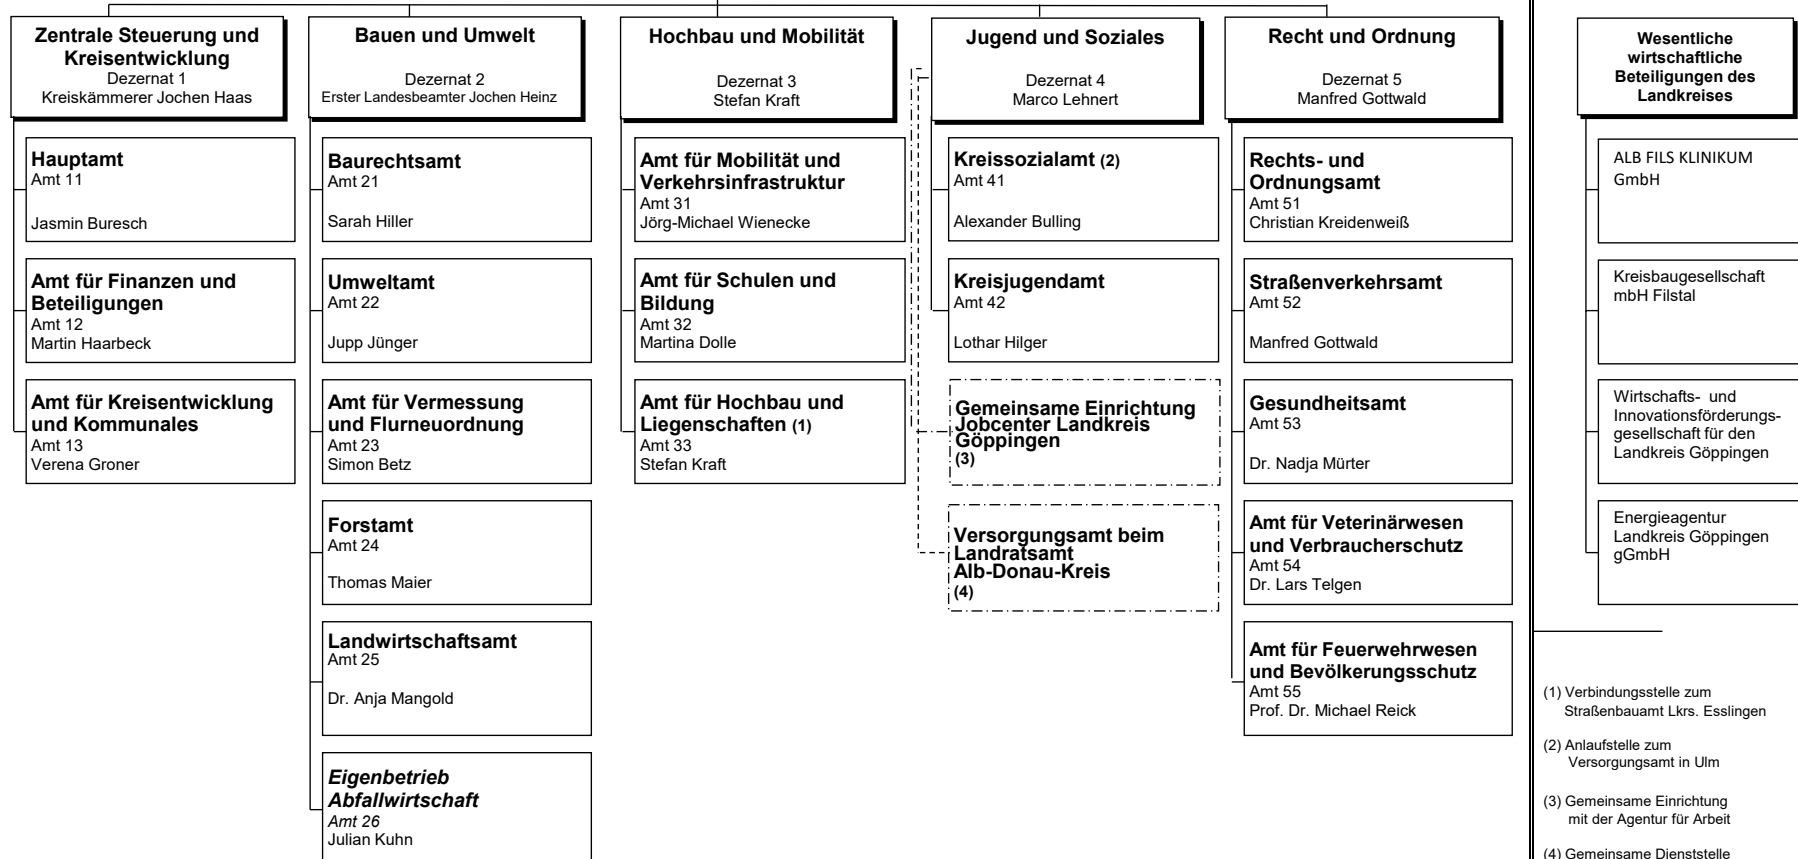 Zentrale Steuerung und
Kreisentwicklung
Dezernat 1
Kreiskämmerer Jochen Haas
Hauptamt
Amt 11
Jasmin Buresch
Amt für Finanzen und
Beteiligungen
Amt 12
Martin Haarbeck
Amt für Kreisentwicklung
und Kommunales
Amt 13
Verena Groner
Bauen und Umwelt
Dezernat 2
Erster Landesbeamter Jochen Heinz
Baurechtsamt
Amt 21
Sarah Hiller
Umweltamt
Amt 22
Jupp Jünger
Amt für Vermessung
und Flurneuordnung
Amt 23
Simon Betz
Forstamt
Amt 24
Thomas Maier
Landwirtschaftsamt
Amt 25
Dr. Anja Mangold
Eigenbetrieb
Abfallwirtschaft
Amt 26
Julian Kuhn
Hochbau und Mobilität
Dezernat 3
Stefan Kraft
Amt für Mobilität und
Verkehrsinfrastruktur
Amt 31
Jörg-Michael Wienecke
Amt für Schulen und
Bildung
Amt 32
Martina Dolle
Amt für Hochbau und
Liegenschaften (1)
Amt 33
Stefan Kraft
Jugend und Soziales
Dezernat 4
Marco Lehnert
Kreissozialamt (2)
Amt 41
Alexander Bulling
Kreisjugendamt
Amt 42
Lothar Hilger
Gemeinsame Einrichtung
Jobcenter Landkreis
Göppingen
(3)
Versorgungsamt beim
Landratsamt
Alb-Donau-Kreis
(4)
Recht und Ordnung
Dezernat 5
Manfred Gottwald
Rechts- und
Ordnungsamt
Amt 51
Christian Kreidenweiß
Straßenverkehrsamt
Amt 52
Manfred Gottwald
Gesundheitsamt
Amt 53
Dr. Nadja Mürter
Amt für Veterinärwesen
und Verbraucherschutz
Amt 54
Dr. Lars Telgen
Amt für Feuerwehrwesen
und Bevölkerungsschutz
Amt 55
Prof. Dr. Michael Reick
Wesentliche
wirtschaftliche
Beteiligungen des
Landkreises
ALB FILS KLINIKUM
GmbH
Kreisbaugesellschaft
mbH Filstal
Wirtschafts- und
Innovationsförderungs-
gesellschaft für den
Landkreis Göppingen
Energieagentur
Landkreis Göppingen
gGmbH
(1) Verbindungsstelle zum
Straßenbauamt Lkrs. Esslingen
(2) Anlaufstelle zum
Versorgungsamt in Ulm
(3) Gemeinsame Einrichtung
mit der Agentur für Arbeit
(4) Gemeinsame Dienststelle